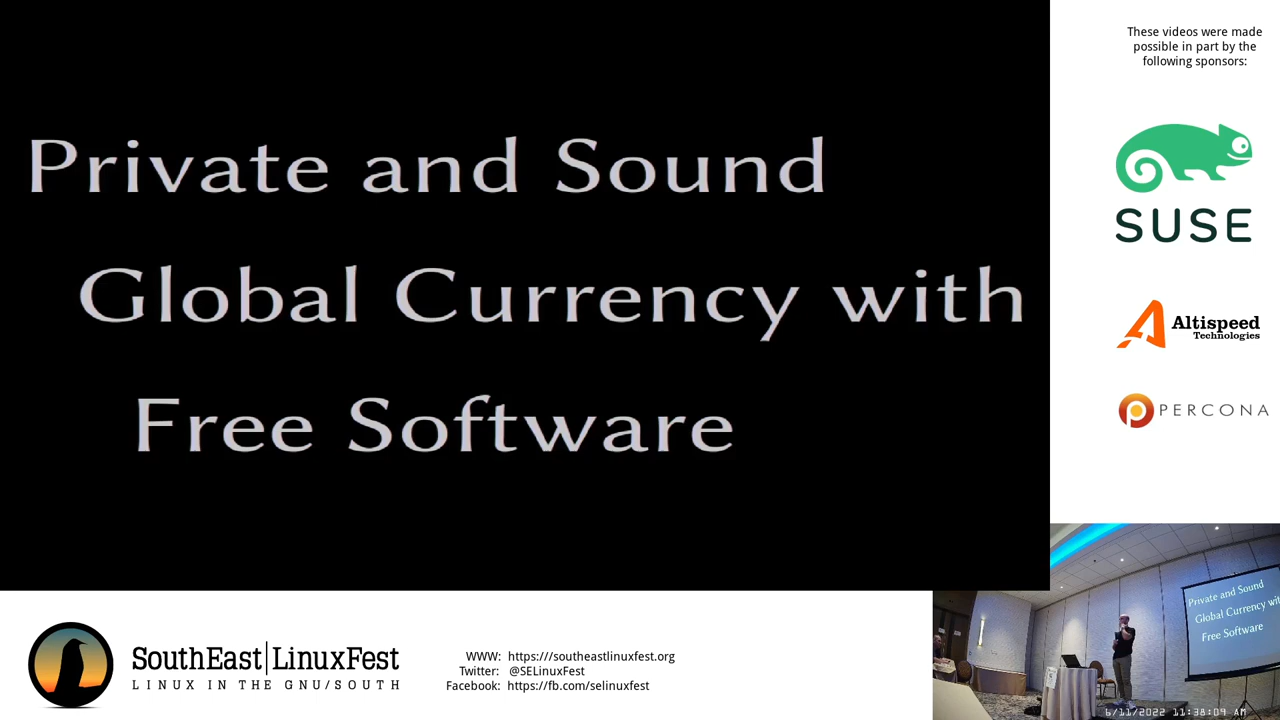 Private and Sound
Global Currency with
Free Software
These videos were made
possible in part by the
following sponsors:
SUSE
Altispeed
Technologies
PERCONA
SouthEast|LinuxFest
LINUX IN THE GNU/SOUTH
WWW: https:///southeastlinuxfest.org
Twitter: @SELinuxFest
Facebook: https://fb.com/selinuxfest
Private and Sound
Global Currency wit
Free Software
6/11/2022 11:38:09 AM